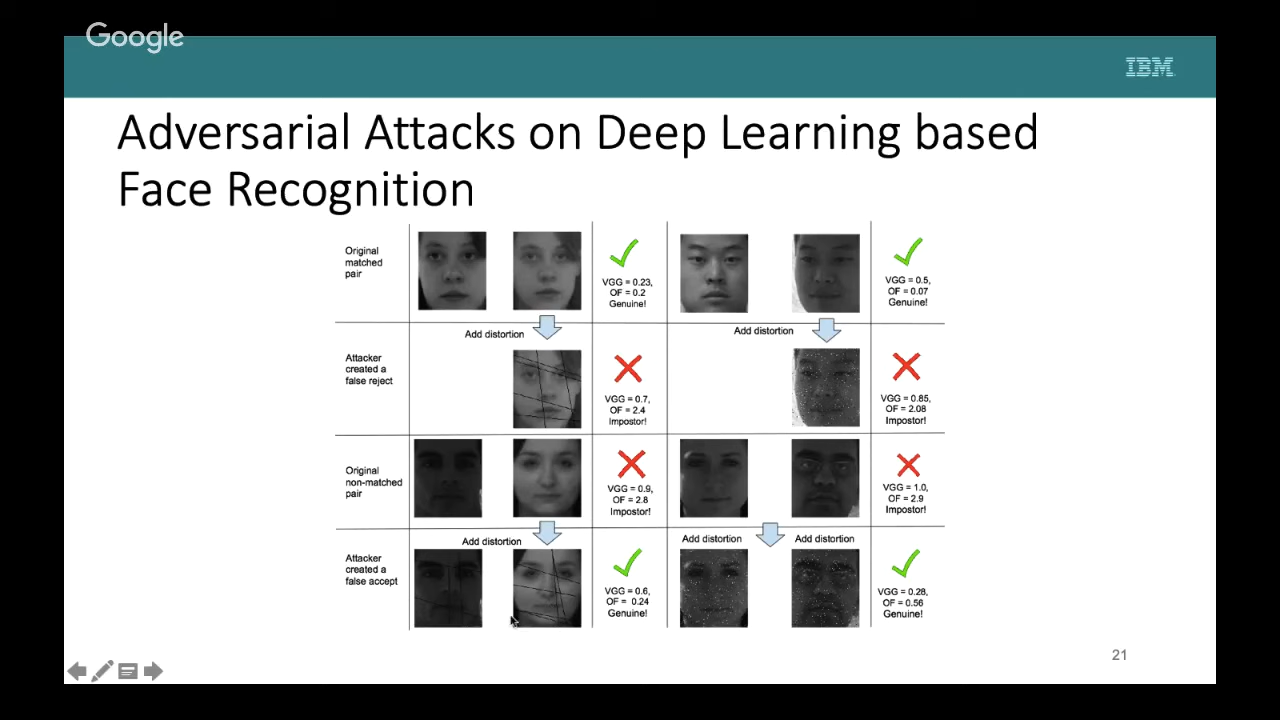 Google
IBM
Adversarial Attacks on Deep Learning based
Face Recognition
Original
matched
pair
VGG = 0.23,
OF = 0.2
Genuine!
VGG = 0.5,
OF = 0.07
Genuine!
Add distortion
Add distortion
Attacker
created a
false reject
VGG = 0.7,
OF = 2.4
Impostor!
VGG = 0.85,
OF = 2.08
Impostor!
Original
non-matched
pair
VGG = 0.9,
OF = 2.8
Impostor!
VGG = 1.0,
OF = 2.9
Impostor!
Add distortion
Add distortion
Add distortion
Attacker
created a
false accept
VGG = 0.6,
OF = 0.24
Genuine!
VGG = 0.28,
OF = 0.56
Genuine!
21